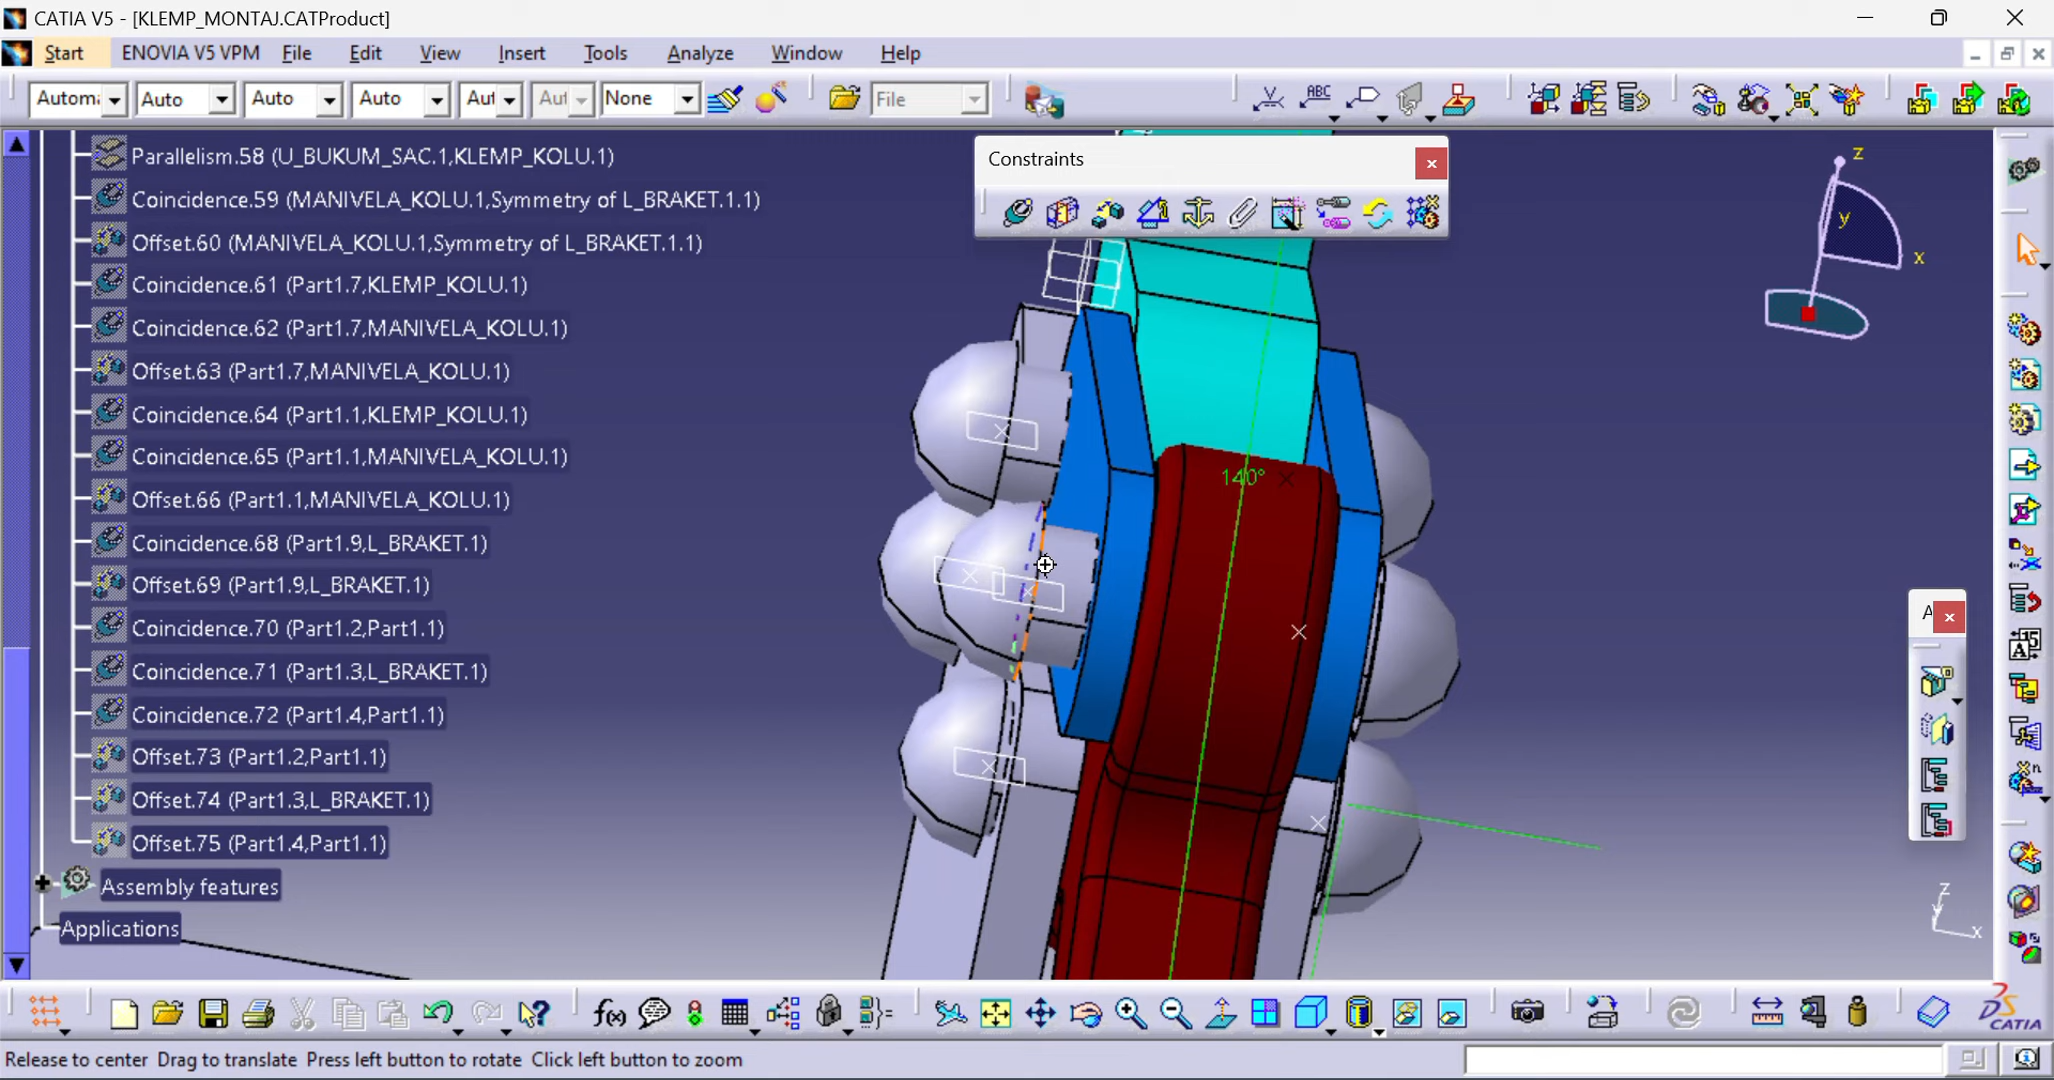 CATIA V5 - [KLEMP_MONTAJ.CATProduct]
Start ENOVIA V5 VPM File Edit View Insert Tools Analyze Window Help
Automa Auto Auto Auto Aut Aut None File ABC
Constraints
Parallelism.58 (U_BUKUM_SAC.1,KLEMP_KOLU.1)
Coincidence.59 (MANIVELA_KOLU.1,Symmetry of L_BRAKET.1.1)
Offset.60 (MANIVELA_KOLU.1,Symmetry of L_BRAKET.1.1)
Coincidence.61 (Part1.7,KLEMP_KOLU.1)
Coincidence.62 (Part1.7,MANIVELA_KOLU.1)
Offset.63 (Part1.7,MANIVELA_KOLU.1)
Coincidence.64 (Part1.1,KLEMP_KOLU.1)
Coincidence.65 (Part1.1,MANIVELA_KOLU.1)
Offset.66 (Part1.1,MANIVELA_KOLU.1)
Coincidence.68 (Part1.9,L_BRAKET.1)
Offset.69 (Part1.9,L_BRAKET.1)
Coincidence.70 (Part1.2,Part1.1)
Coincidence.71 (Part1.3,L_BRAKET.1)
Coincidence.72 (Part1.4,Part1.1)
Offset.73 (Part1.2,Part1.1)
Offset.74 (Part1.3,L_BRAKET.1)
Offset.75 (Part1.4,Part1.1)
Assembly features
Applications
140°
z
y
x
A
15
A
n
z
y
x
f(x)
CATIA
Release to center Drag to translate Press left button to rotate Click left button to zoom